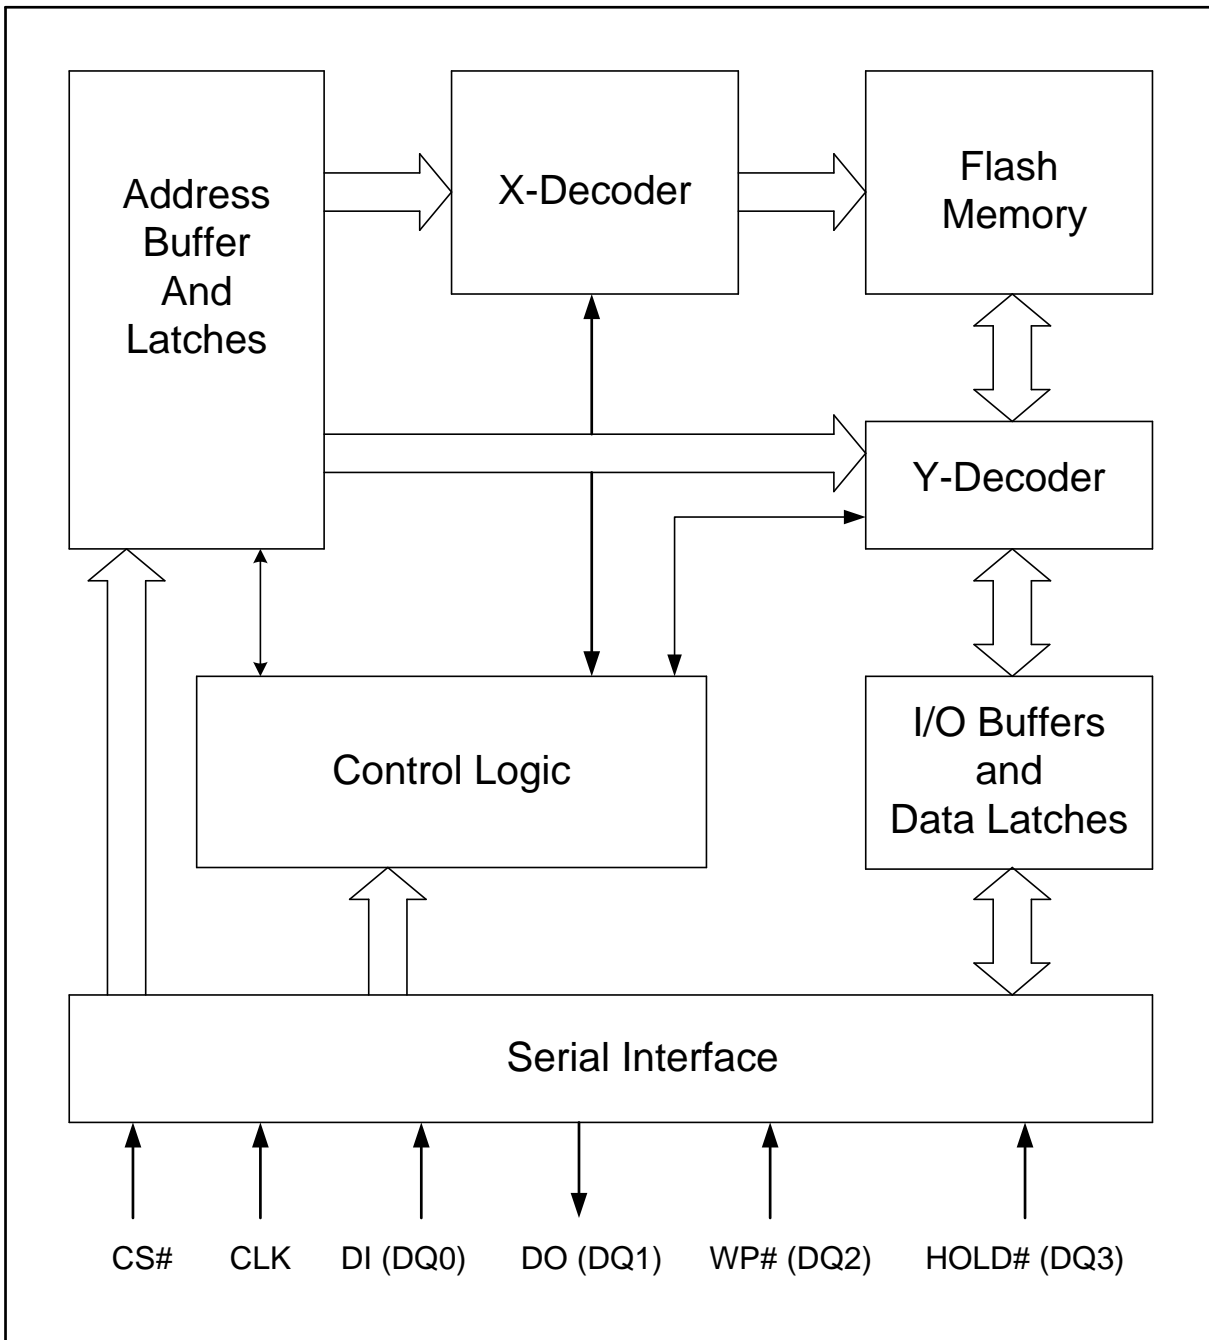 Address
Buffer
And
Latches
X-Decoder
Flash
Memory
Y-Decoder
Control Logic
I/O Buffers
and
Data Latches
Serial Interface
CS#
CLK
DI (DQ0)
DO (DQ1)
WP# (DQ2)
HOLD# (DQ3)